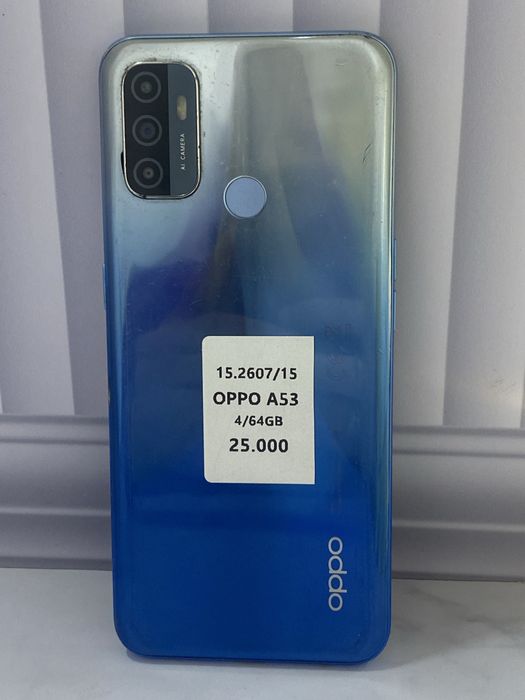 AI CAMERA
15.2607/15
OPPO A53
4/64GB
25.000
oppo